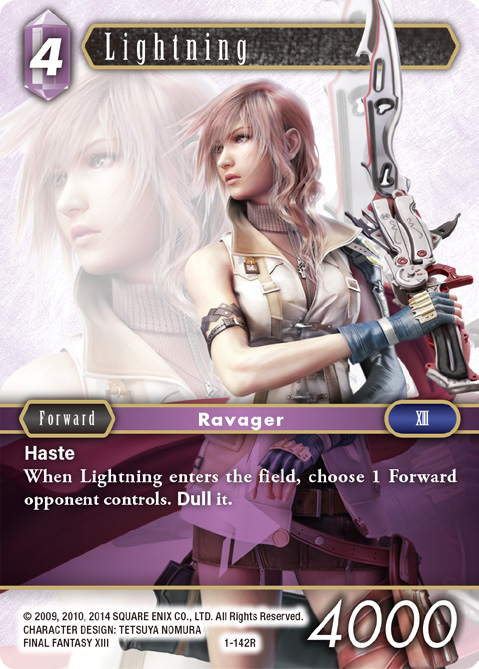 4
Lightning
Forward
Ravager
XIII
Haste
When Lightning enters the field, choose 1 Forward
opponent controls. Dull it.
© 2009, 2010, 2014 SQUARE ENIX CO., LTD. All Rights Reserved.
CHARACTER DESIGN: TETSUYA NOMURA
FINAL FANTASY XIII
1-142R
4000